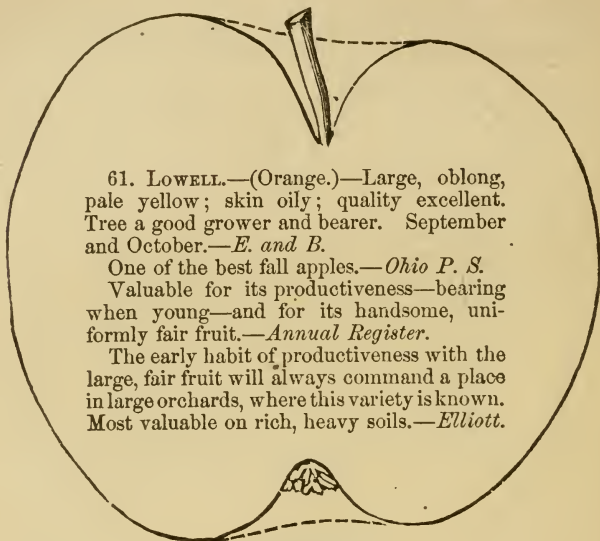 61. LOWELL.—(Orange.)—Large, oblong,
pale yellow; skin oily; quality excellent.
Tree a good grower and bearer. September
and October.—E. and B.
One of the best fall apples.—Ohio P. S.
Valuable for its productiveness—bearing
when young—and for its handsome, uni-
formly fair fruit.—Annual Register.
The early habit of productiveness with the
large, fair fruit will always command a place
in large orchards, where this variety is known.
Most valuable on rich, heavy soils.—Elliott.